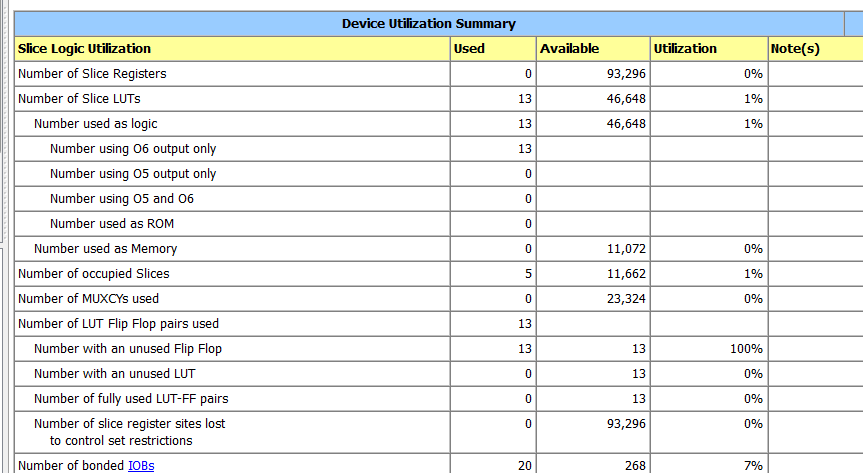 Device Utilization Summary
Slice Logic Utilization Used Available Utilization Note(s)
Number of Slice Registers 0 93,296 0%
Number of Slice LUTs 13 46,648 1%
Number used as logic 13 46,648 1%
Number using O6 output only 13
Number using O5 output only 0
Number using O5 and O6 0
Number used as ROM 0
Number used as Memory 0 11,072 0%
Number of occupied Slices 5 11,662 1%
Number of MUXCYs used 0 23,324 0%
Number of LUT Flip Flop pairs used 13
Number with an unused Flip Flop 13 13 100%
Number with an unused LUT 0 13 0%
Number of fully used LUT-FF pairs 0 13 0%
Number of slice register sites lost 0 93,296 0%
to control set restrictions
Number of bonded IOBs 20 268 7%